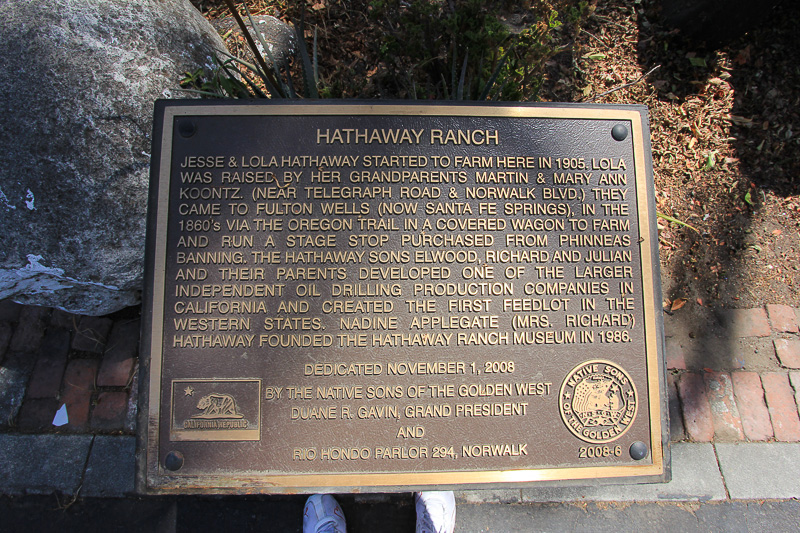 HATHAWAY RANCH
JESSE & LOLA HATHAWAY STARTED TO FARM HERE IN 1905. LOLA
WAS RAISED BY HER GRANDPARENTS MARTIN & MARY ANN
KOONTZ. (NEAR TELEGRAPH ROAD & NORWALK BLVD.) THEY
CAME TO FULTON WELLS (NOW SANTA FE SPRINGS), IN THE
1860's VIA THE OREGON TRAIL IN A COVERED WAGON TO FARM
AND RUN A STAGE STOP PURCHASED FROM PHINNEAS
BANNING. THE HATHAWAY SONS ELWOOD, RICHARD AND JULIAN
AND THEIR PARENTS DEVELOPED ONE OF THE LARGER
INDEPENDENT OIL DRILLING PRODUCTION COMPANIES IN
CALIFORNIA AND CREATED THE FIRST FEEDLOT IN THE
WESTERN STATES. NADINE APPLEGATE (MRS. RICHARD)
HATHAWAY FOUNDED THE HATHAWAY RANCH MUSEUM IN 1986.
DEDICATED NOVEMBER 1, 2008
BY THE NATIVE SONS OF THE GOLDEN WEST
DUANE R. GAVIN, GRAND PRESIDENT
AND
RIO HONDO PARLOR 294, NORWALK
CALIFORNIA REPUBLIC
NATIVE SONS
OF THE GOLDEN WEST
2008-6